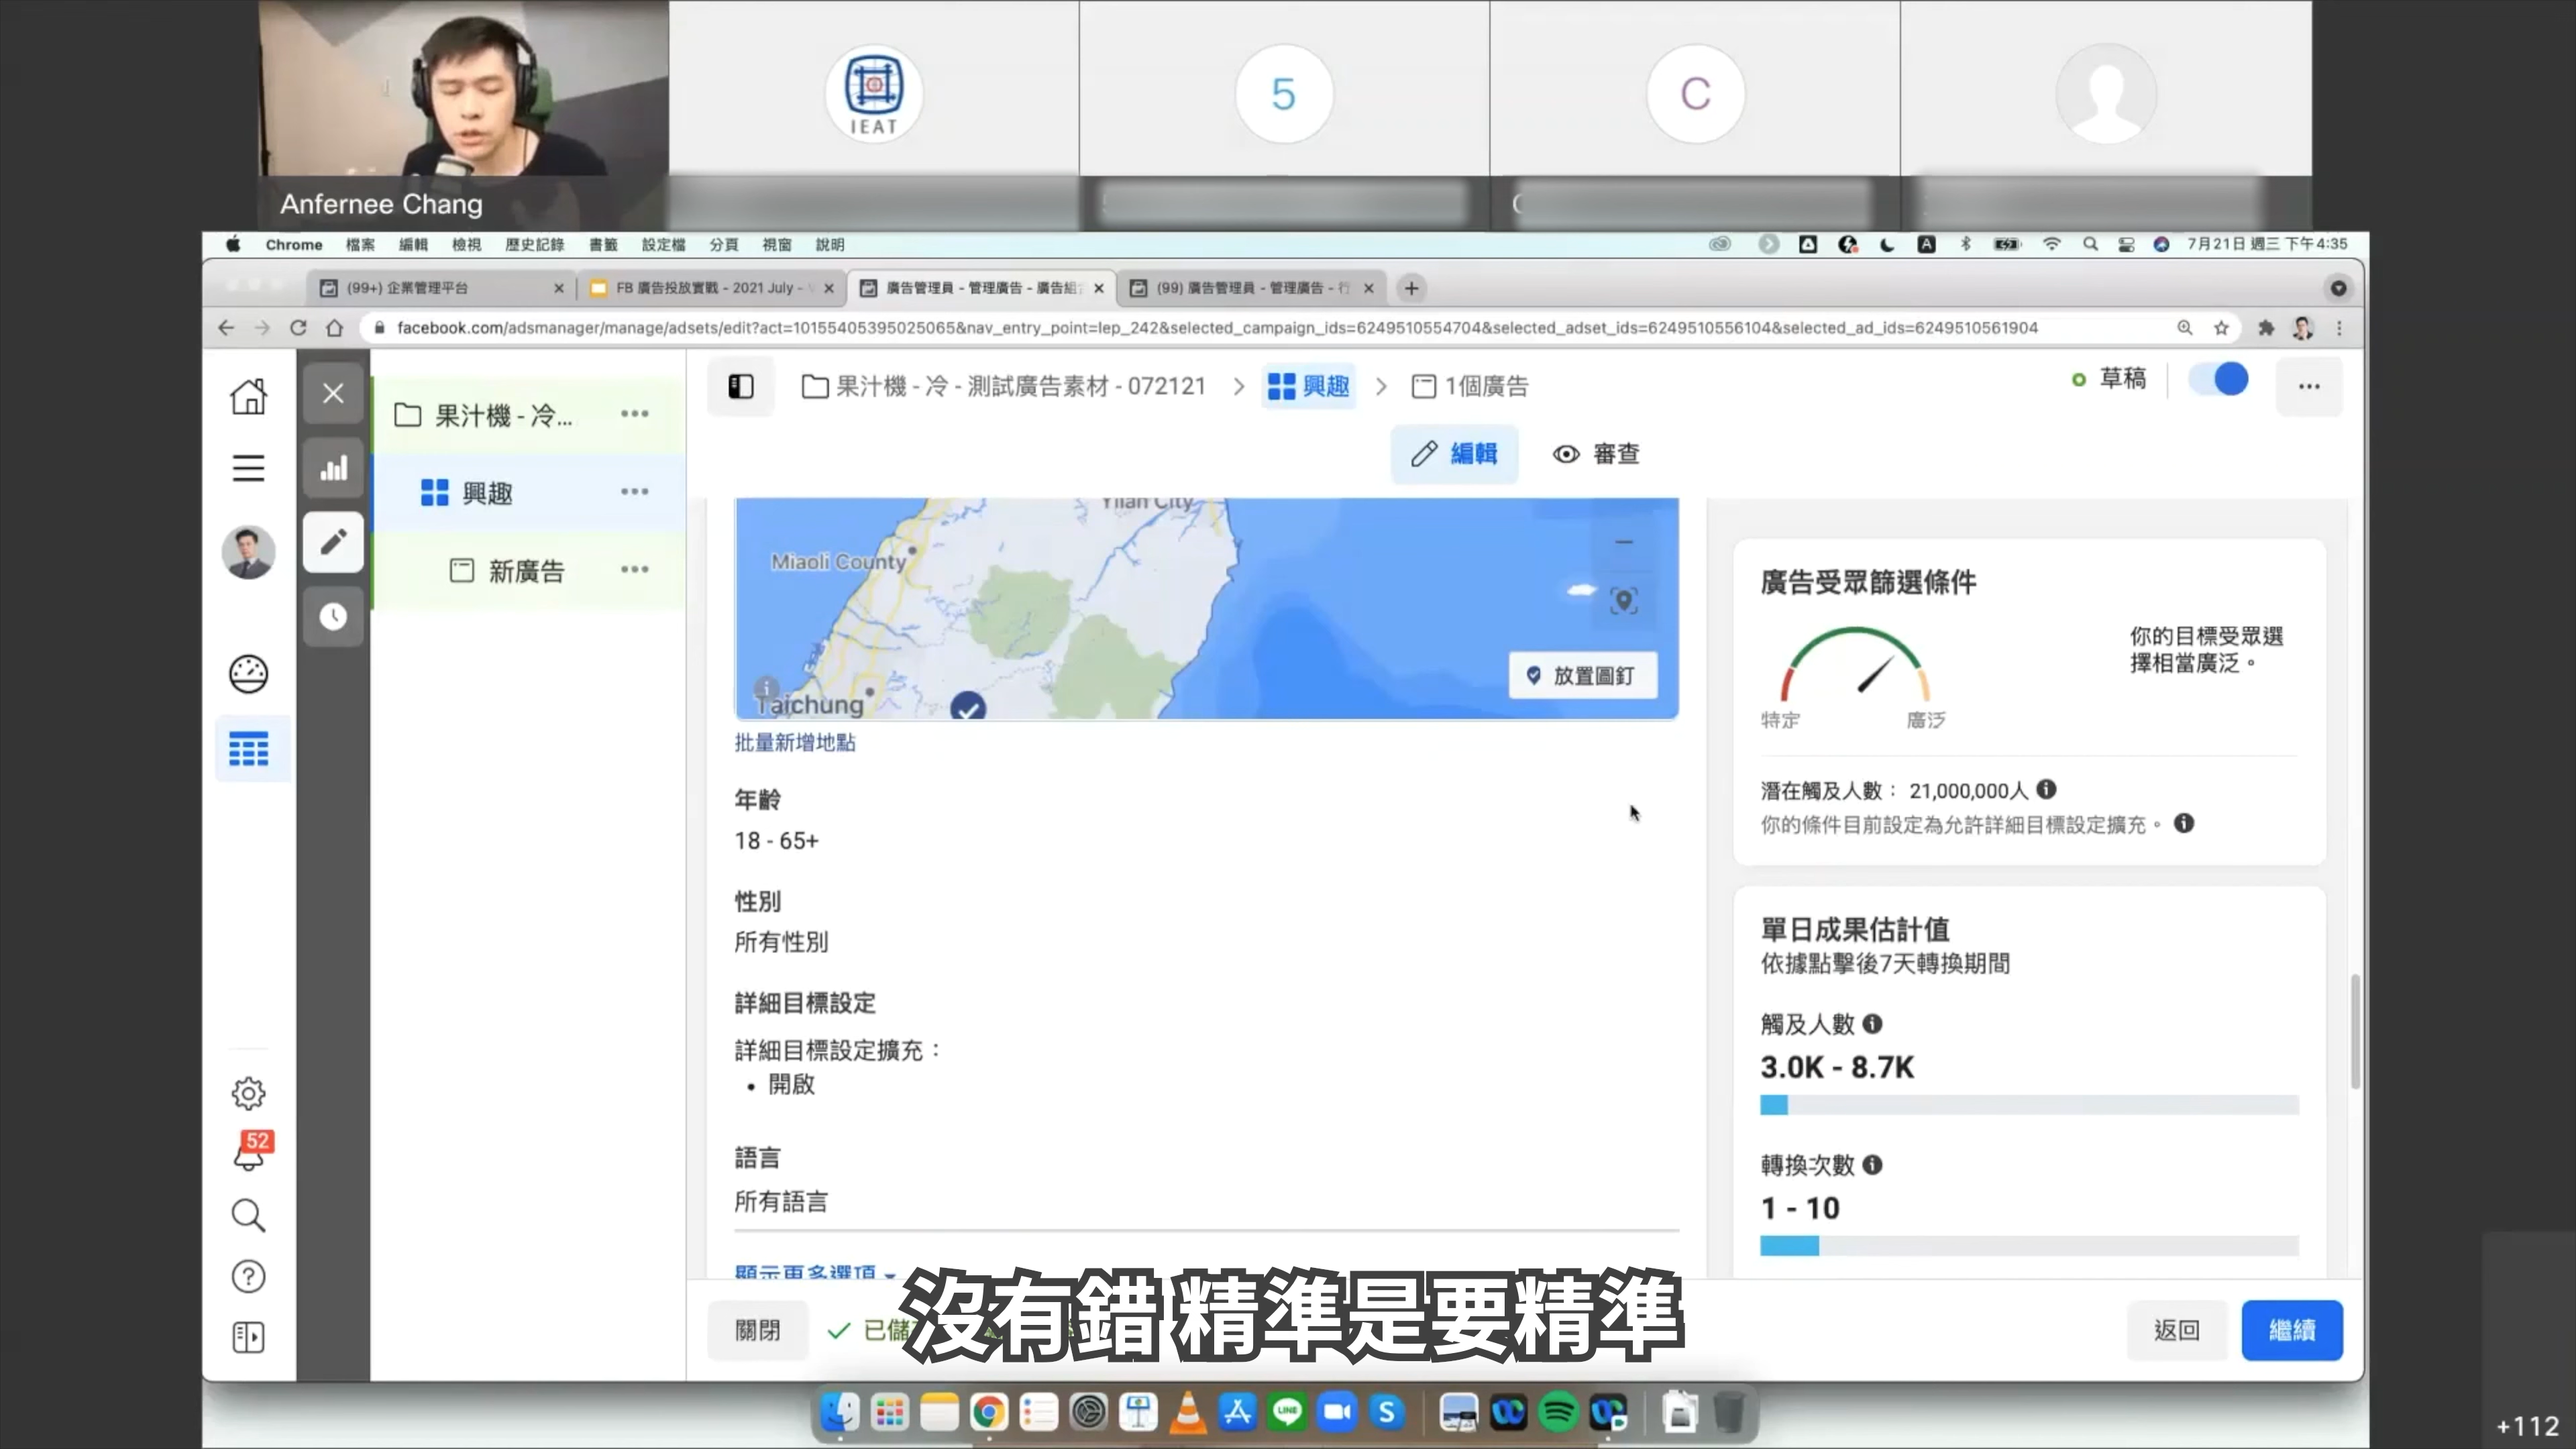 IEAT
5
C
Anfernee Chang
Chrome 檔案 編輯 檢視 歷史記錄 書籤 設定檔 分頁 視窗 說明
A
7月21日 週三 下午4:35
(99+) 企業管理平台
FB 廣告投放實戰 - 2021 July -
廣告管理員 - 管理廣告 - 廣告組
(99) 廣告管理員 - 管理廣告 - 行
facebook.com/adsmanager/manage/adsets/edit?act=10155405395025065&nav_entry_point=lep_242&selected_campaign_ids=6249510554704&selected_adset_ids=6249510556104&selected_ad_ids=6249510561904
果汁機 - 冷...
興趣
新廣告
果汁機 - 冷 - 測試廣告素材 - 072121 > 興趣 > 1個廣告
草稿
編輯
審查
Yilan City
Miaoli County
Taichung
放置圖釘
批量新增地點
年齡
18 - 65+
性別
所有性別
詳細目標設定
詳細目標設定擴充：
• 開啟
語言
所有語言
顯示更多選項
廣告受眾篩選條件
你的目標受眾選
擇相當廣泛。
特定
廣泛
潛在觸及人數： 21,000,000人
你的條件目前設定為允許詳細目標設定擴充。
單日成果估計值
依據點擊後7天轉換期間
觸及人數
3.0K - 8.7K
轉換次數
1 - 10
52
關閉
已儲
返回
繼續
沒有錯 精準是要精準
LINE
S
+112